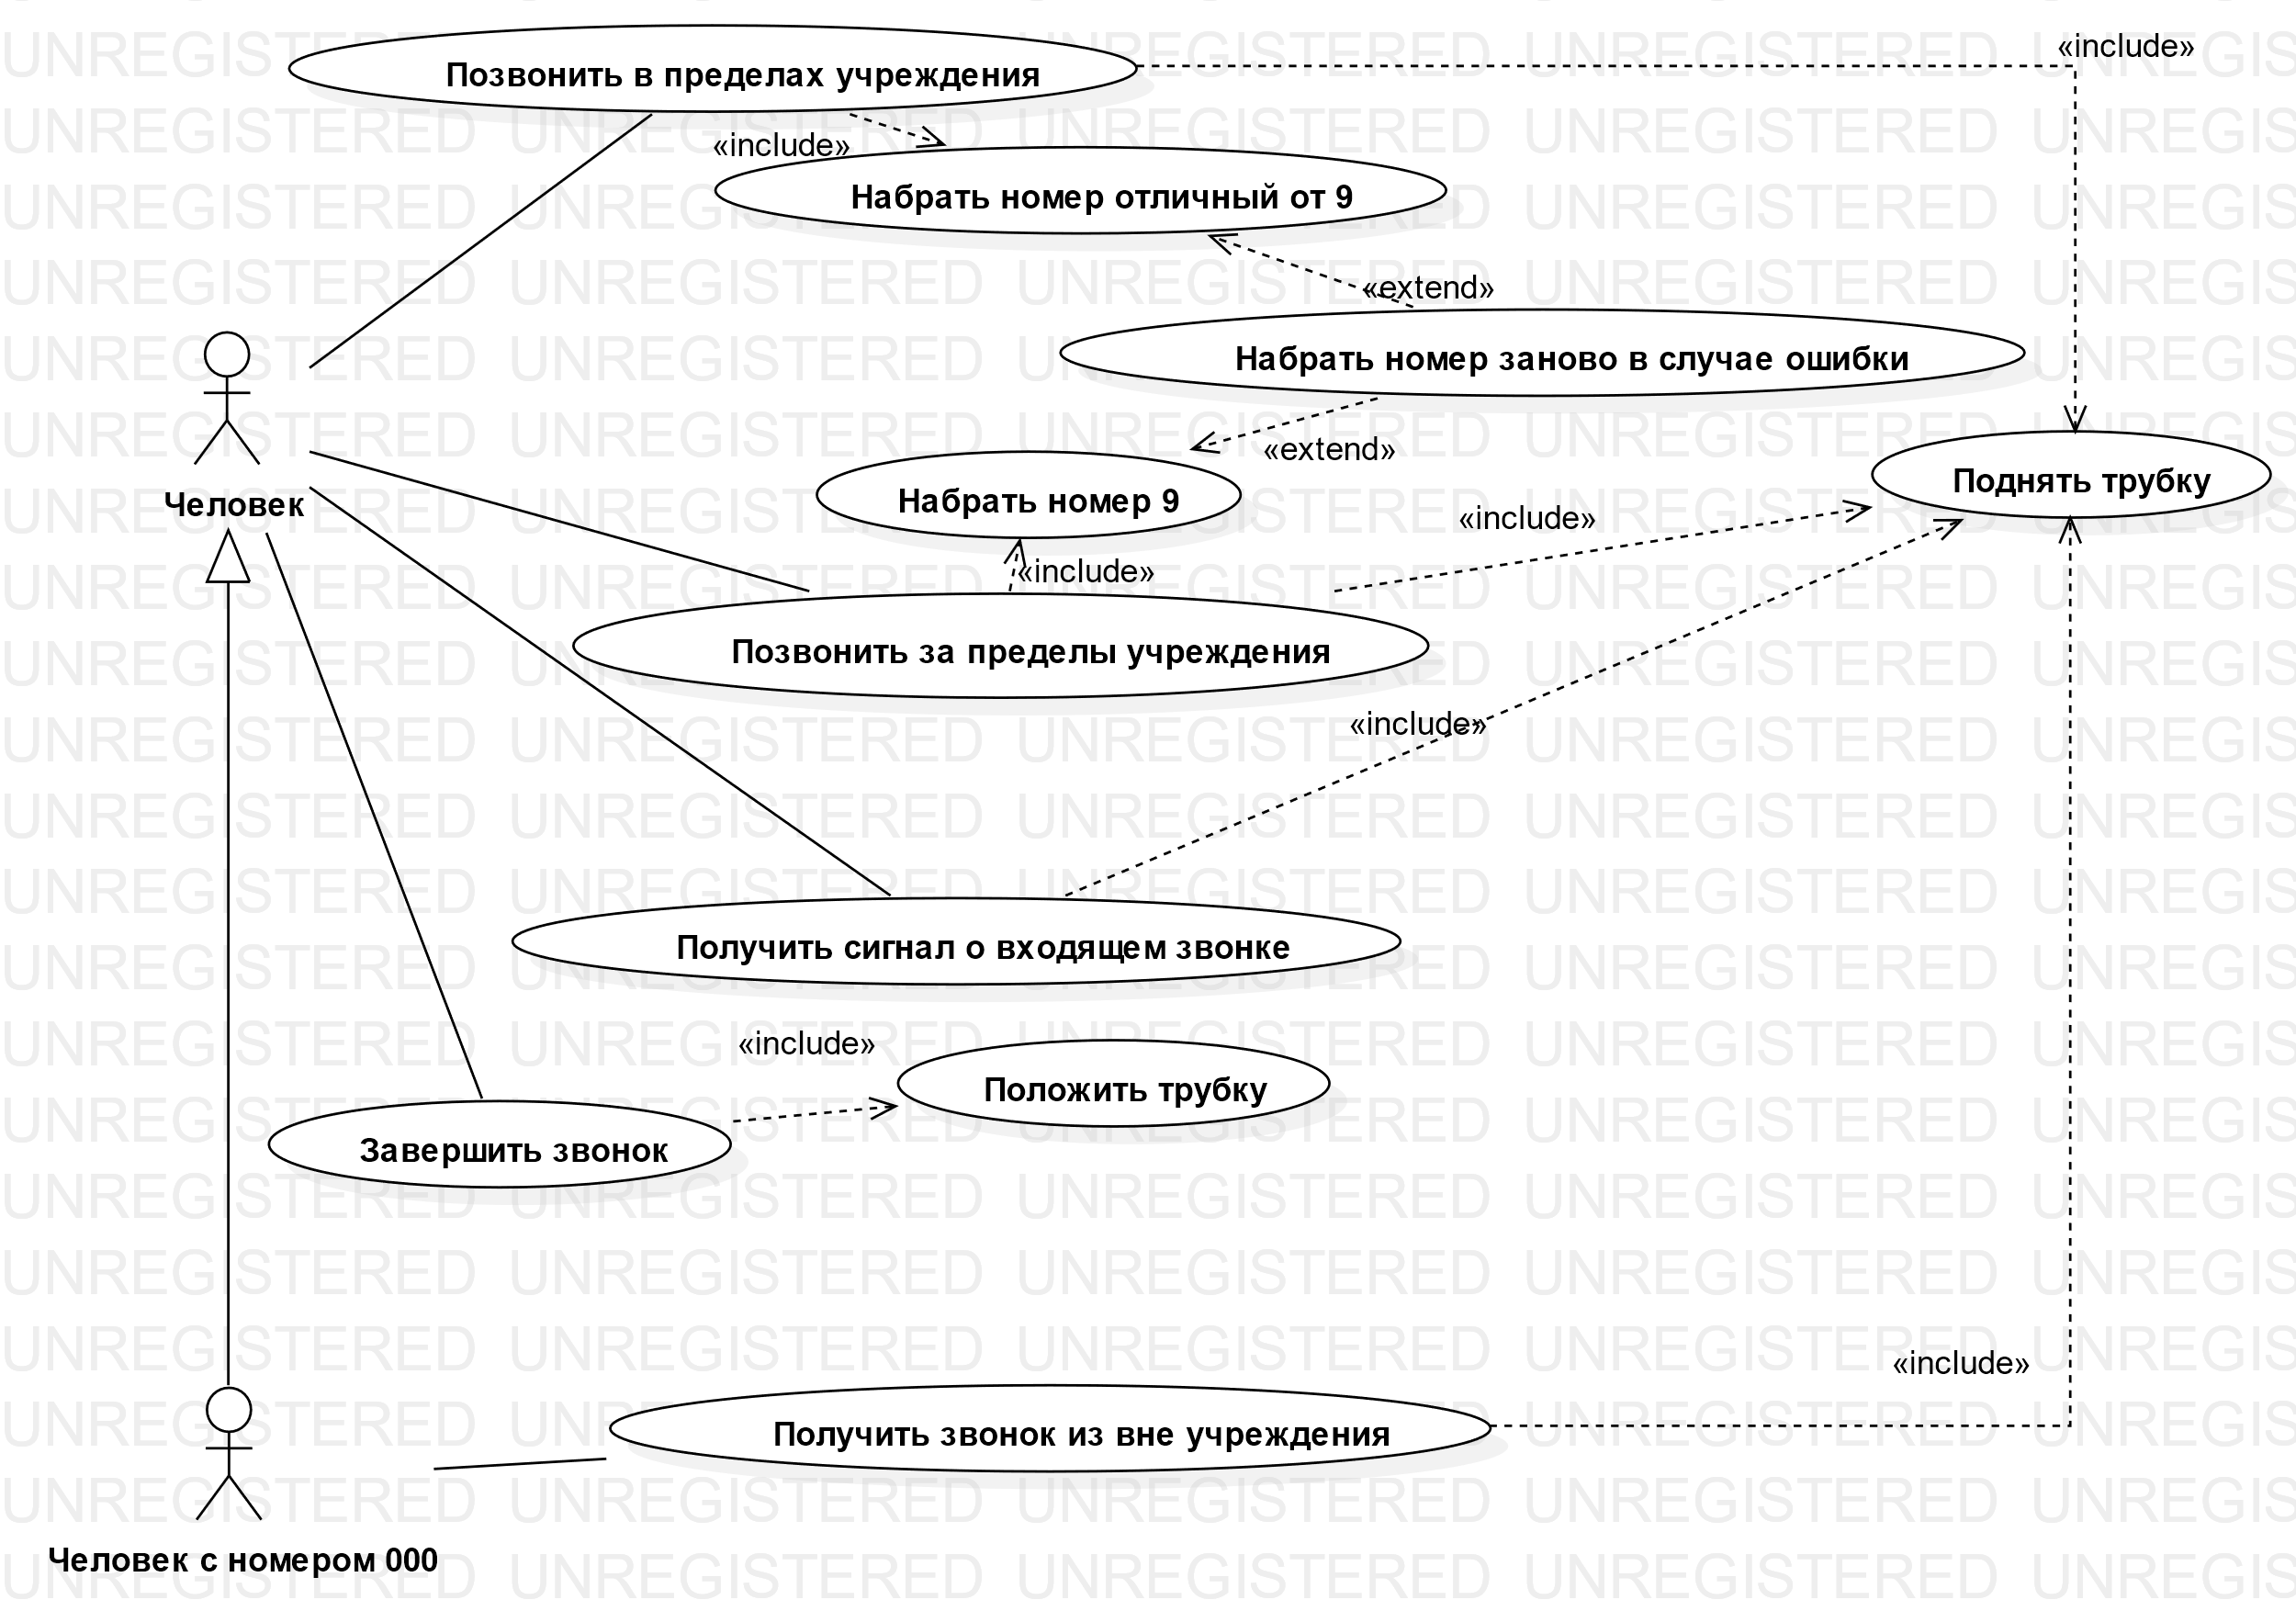 Позвонить в пределах учреждения
«include»
«include»
Набрать номер отличный от 9
«extend»
Набрать номер заново в случае ошибки
«extend»
Человек
Набрать номер 9
Поднять трубку
«include»
«include»
Позвонить за пределы учреждения
«include»
Получить сигнал о входящем звонке
«include»
Положить трубку
Завершить звонок
«include»
Получить звонок из вне учреждения
Человек с номером 000
UNREGISTERED